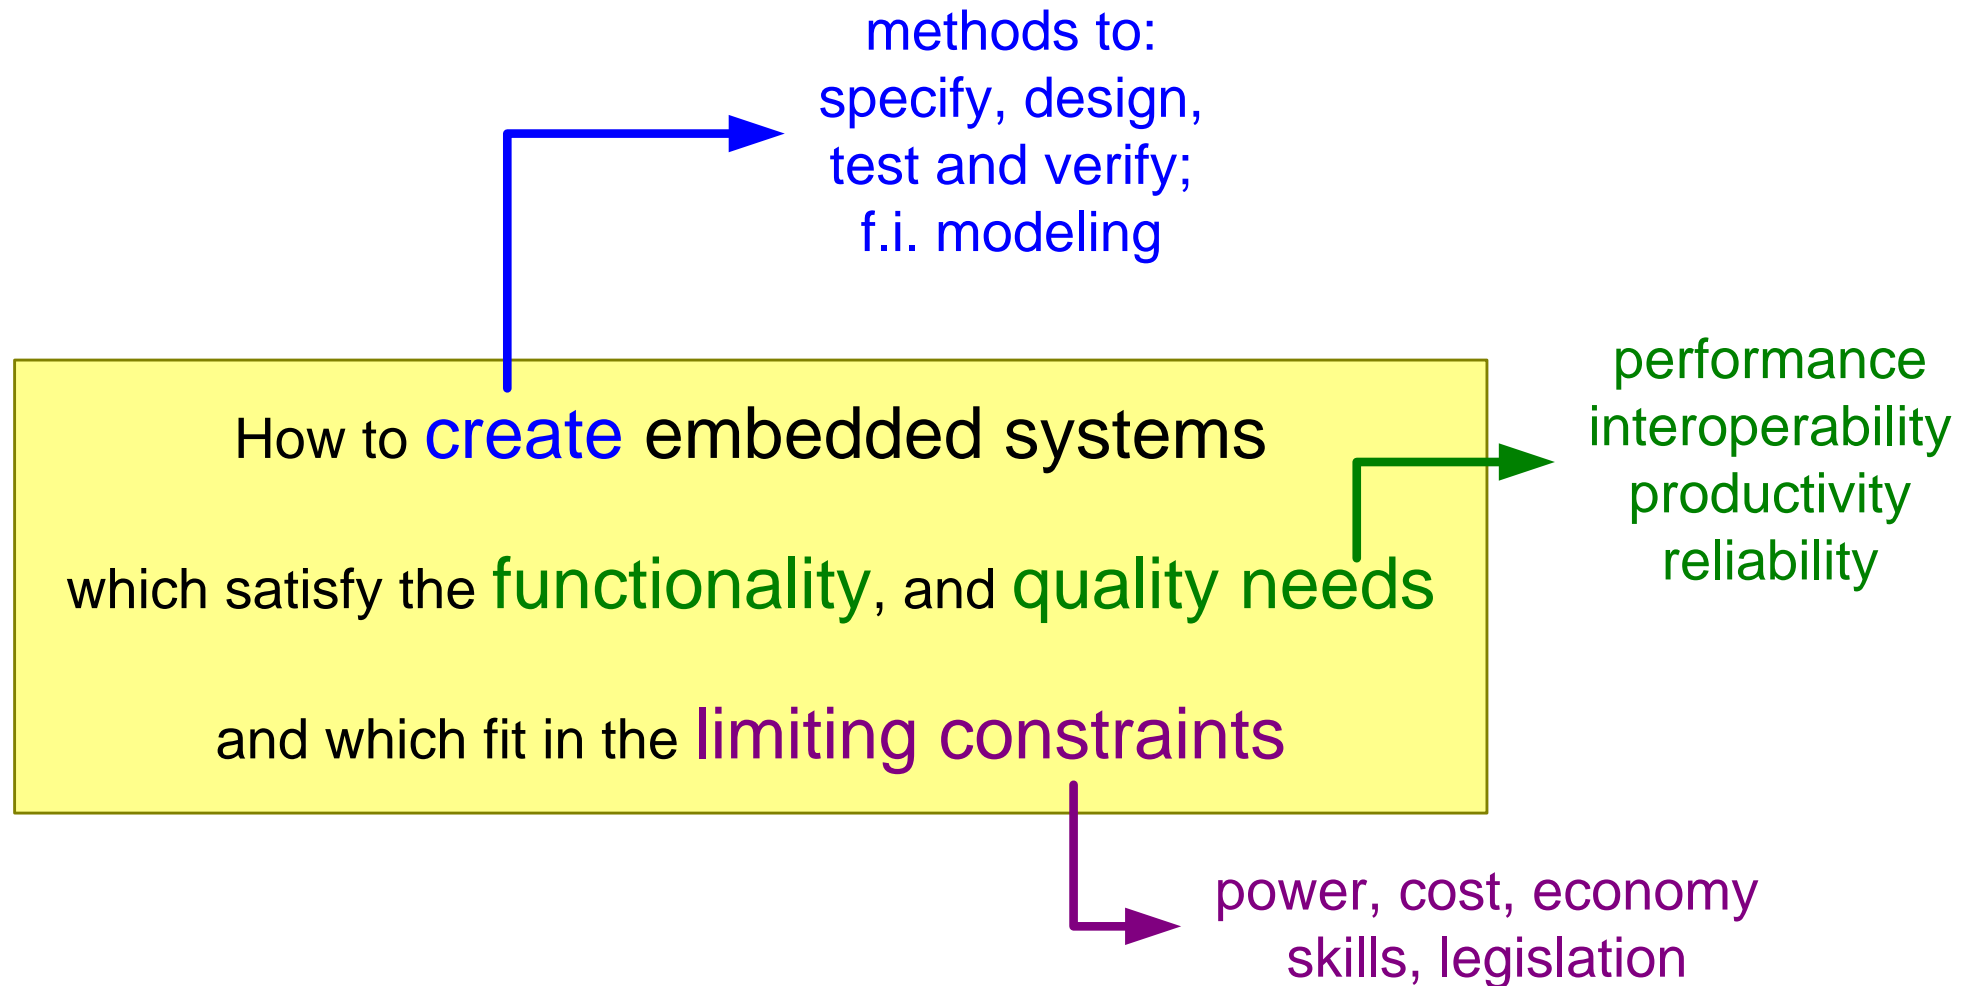 methods to:
specify, design,
test and verify;
f.i. modeling
How to create embedded systems
which satisfy the functionality, and quality needs
and which fit in the limiting constraints
performance
interoperability
productivity
reliability
power, cost, economy
skills, legislation